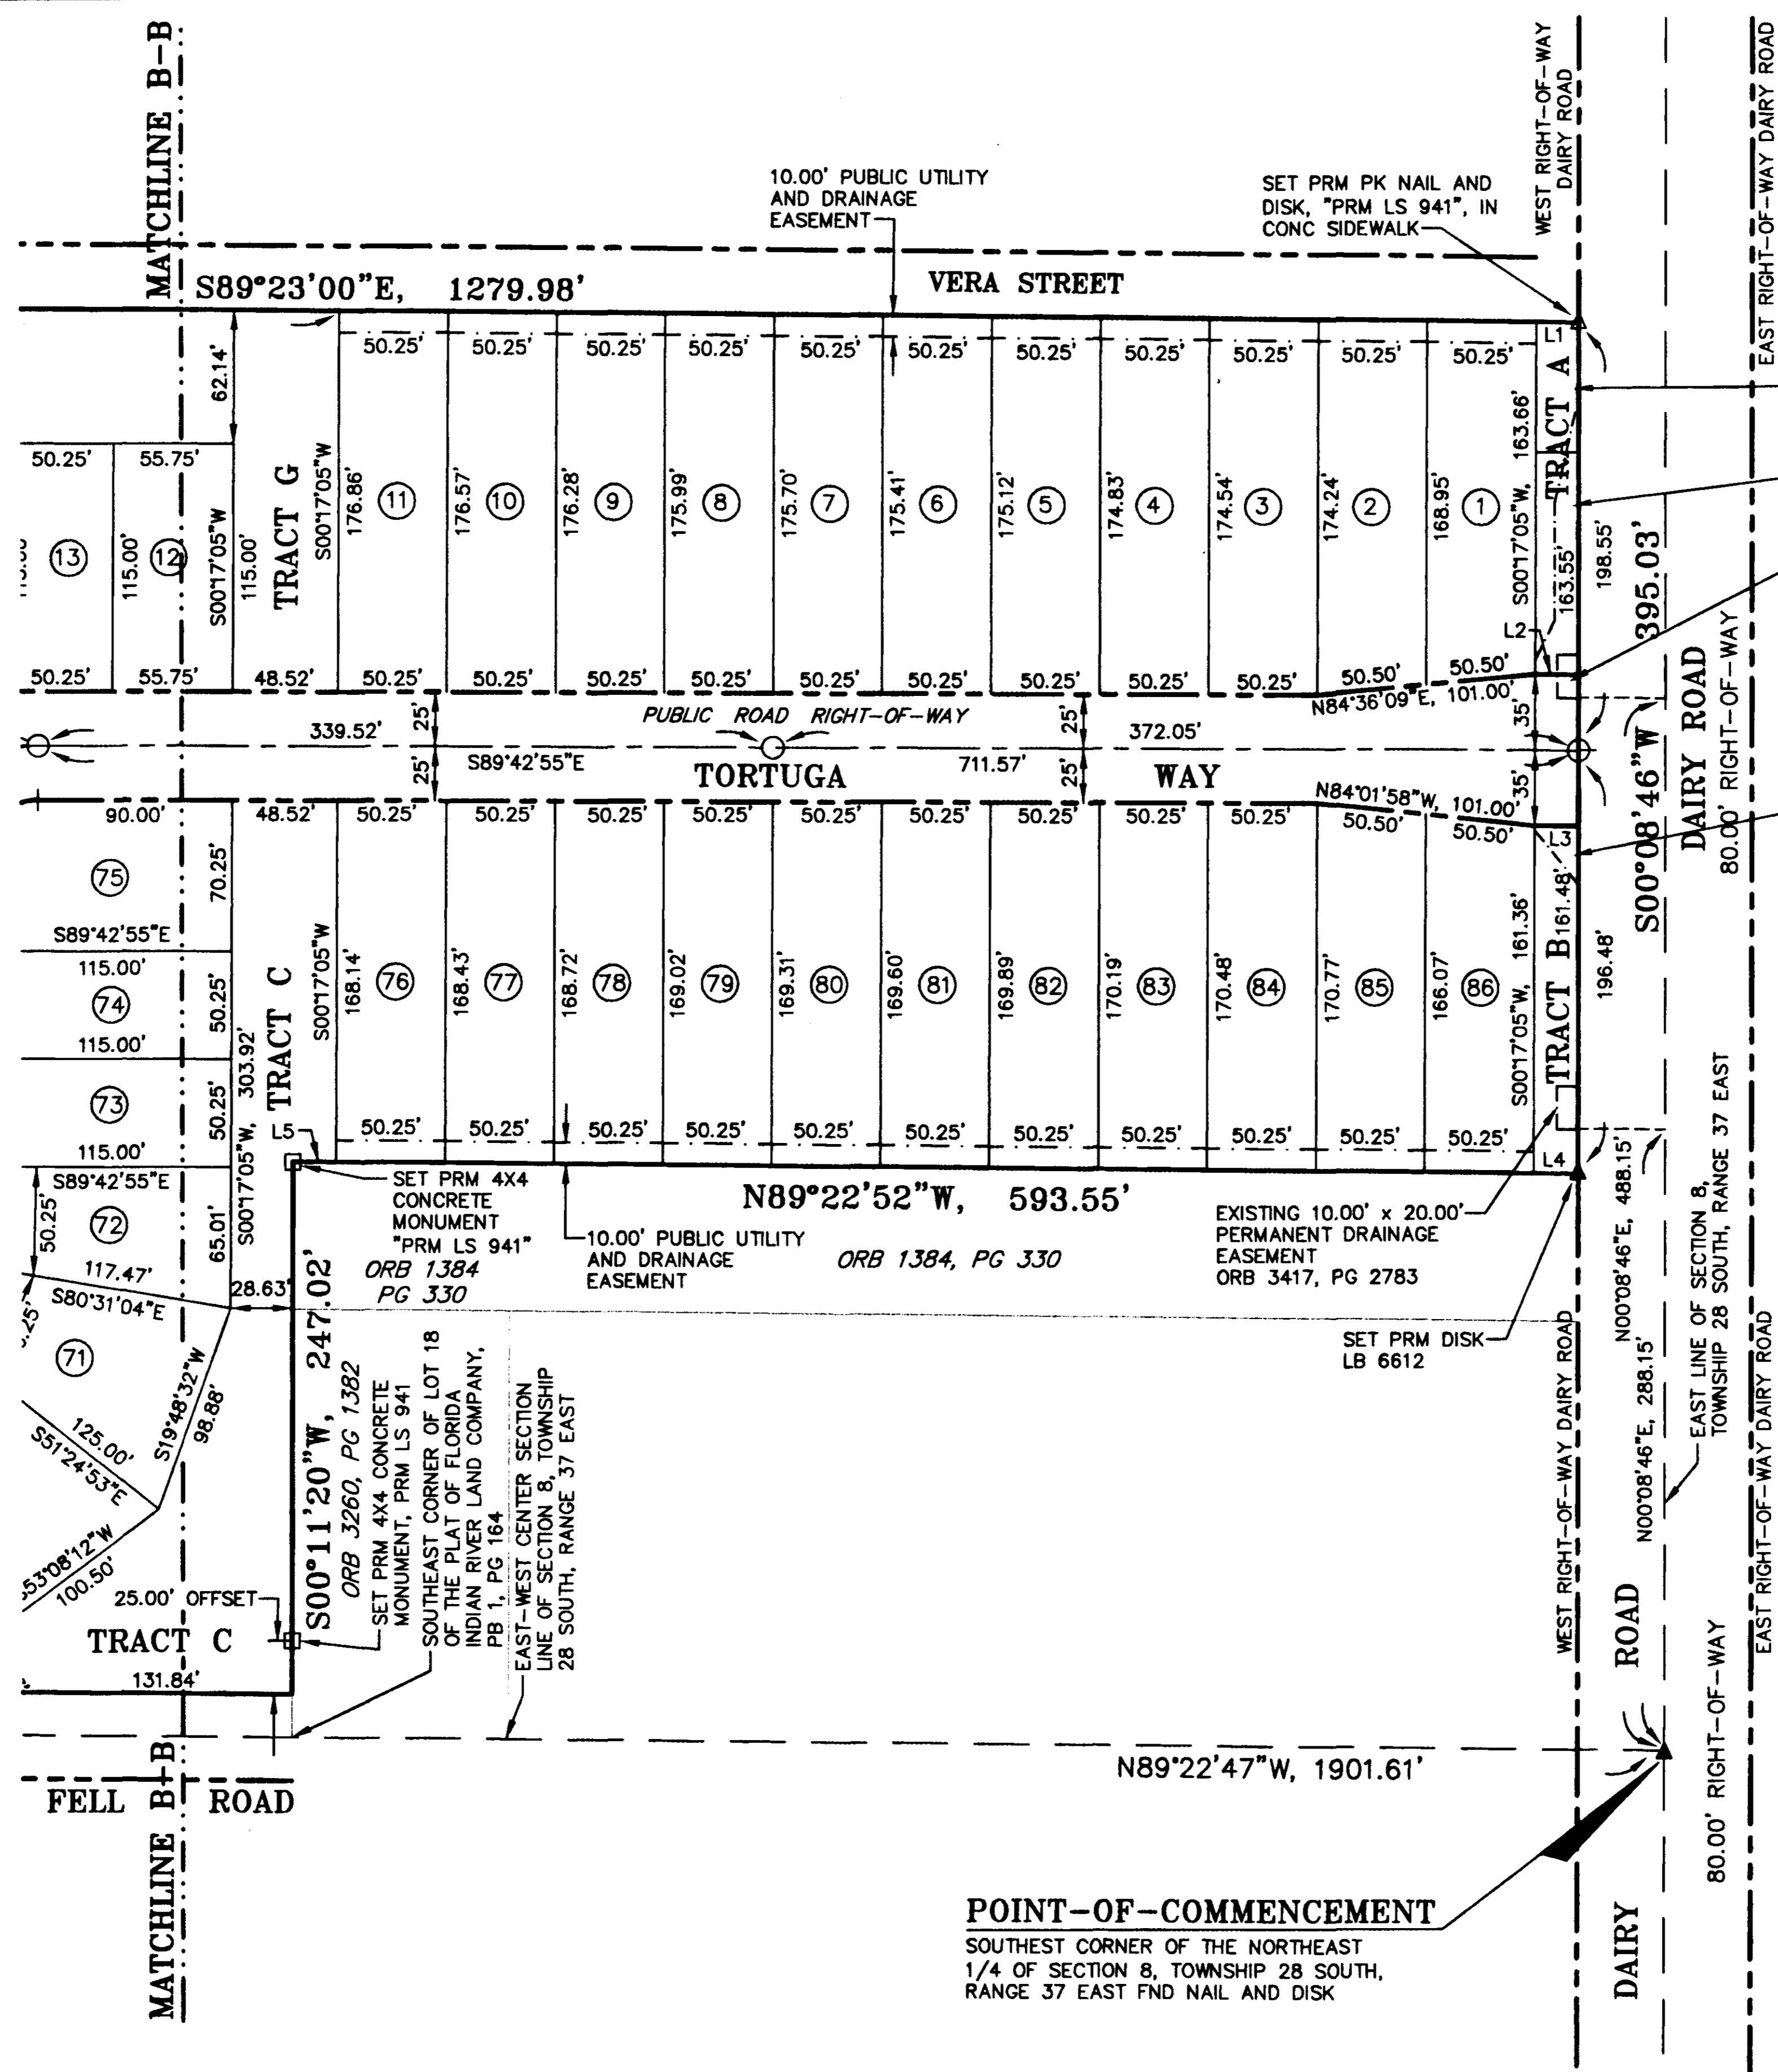 MATCHLINE B-B
WEST RIGHT-OF-WAY
DAIRY ROAD
EAST RIGHT-OF-WAY DAIRY ROAD
10.00' PUBLIC UTILITY
AND DRAINAGE
EASEMENT
SET PRM PK NAIL AND
DISK, "PRM LS 941", IN
CONC SIDEWALK
S89°23'00"E, 1279.98'
VERA STREET
50.25' 50.25' 50.25' 50.25' 50.25' 50.25' 50.25' 50.25' 50.25' 50.25' 50.25' L1
62.14'
50.25' 55.75'
13 115.00' 12
S00°17'05"W
115.00'
TRACT G
S00°17'05"W
176.86' 11 176.57' 10 176.28' 9 175.99' 8 175.70' 7 175.41' 6 175.12' 5 174.83' 4 174.54' 3 174.24' 2 168.95' 1
S00°17'05"W, 163.66'
TRACT A
163.55'
198.55'
L2
50.25' 55.75' 48.52' 50.25' 50.25' 50.25' 50.25' 50.25' 50.25' 50.25' 50.25' 50.25' 50.50' 50.50'
N84°36'09"E, 101.00'
PUBLIC ROAD RIGHT-OF-WAY
25' 25' 35'
339.52' 372.05'
S89°42'55"E 711.57'
TORTUGA WAY
25' 25' 35'
S00°08'46"W 395.03'
DAIRY ROAD
80.00' RIGHT-OF-WAY
N84°01'58"W, 101.00'
90.00' 48.52' 50.25' 50.25' 50.25' 50.25' 50.25' 50.25' 50.25' 50.25' 50.25' 50.50' 50.50'
L3
75 70.25'
S89°42'55"E
115.00'
74 50.25'
115.00'
73 50.25'
115.00'
S89°42'55"E
50.25' 72 65.01'
S00°17'05"W, 303.92'
TRACT C
S00°17'05"W
168.14' 76 168.43' 77 168.72' 78 169.02' 79 169.31' 80 169.60' 81 169.89' 82 170.19' 83 170.48' 84 170.77' 85 166.07' 86
S00°17'05"W, 161.36'
TRACT B
161.48'
196.48'
L5 50.25' 50.25' 50.25' 50.25' 50.25' 50.25' 50.25' 50.25' 50.25' 50.25' 50.25' L4
SET PRM 4X4
CONCRETE
MONUMENT
"PRM LS 941"
ORB 1384
PG 330
10.00' PUBLIC UTILITY
AND DRAINAGE
EASEMENT
N89°22'52"W, 593.55'
ORB 1384, PG 330
EXISTING 10.00' x 20.00'
PERMANENT DRAINAGE
EASEMENT
ORB 3417, PG 2783
SET PRM DISK
LB 6612
117.47'
S80°31'04"E
28.63'
71
S19°48'32"W
98.88'
125.00'
S51°24'53"E
53°08'12"W
100.50'
25.00' OFFSET
TRACT C
131.84'
S00°11'20"W, 247.02'
ORB 3260, PG 1382
SET PRM 4X4 CONCRETE
MONUMENT, PRM LS 941
SOUTHEAST CORNER OF LOT 18
OF THE PLAT OF FLORIDA
INDIAN RIVER LAND COMPANY,
PB 1, PG 164
EAST-WEST CENTER SECTION
LINE OF SECTION 8, TOWNSHIP
28 SOUTH, RANGE 37 EAST
N00°08'46"E, 488.15'
N00°08'46"E, 288.15'
EAST LINE OF SECTION 8,
TOWNSHIP 28 SOUTH, RANGE 37 EAST
WEST RIGHT-OF-WAY DAIRY ROAD
EAST RIGHT-OF-WAY DAIRY ROAD
DAIRY ROAD
80.00' RIGHT-OF-WAY
N89°22'47"W, 1901.61'
FELL ROAD
MATCHLINE B-B
POINT-OF-COMMENCEMENT
SOUTHEST CORNER OF THE NORTHEAST
1/4 OF SECTION 8, TOWNSHIP 28 SOUTH,
RANGE 37 EAST FND NAIL AND DISK